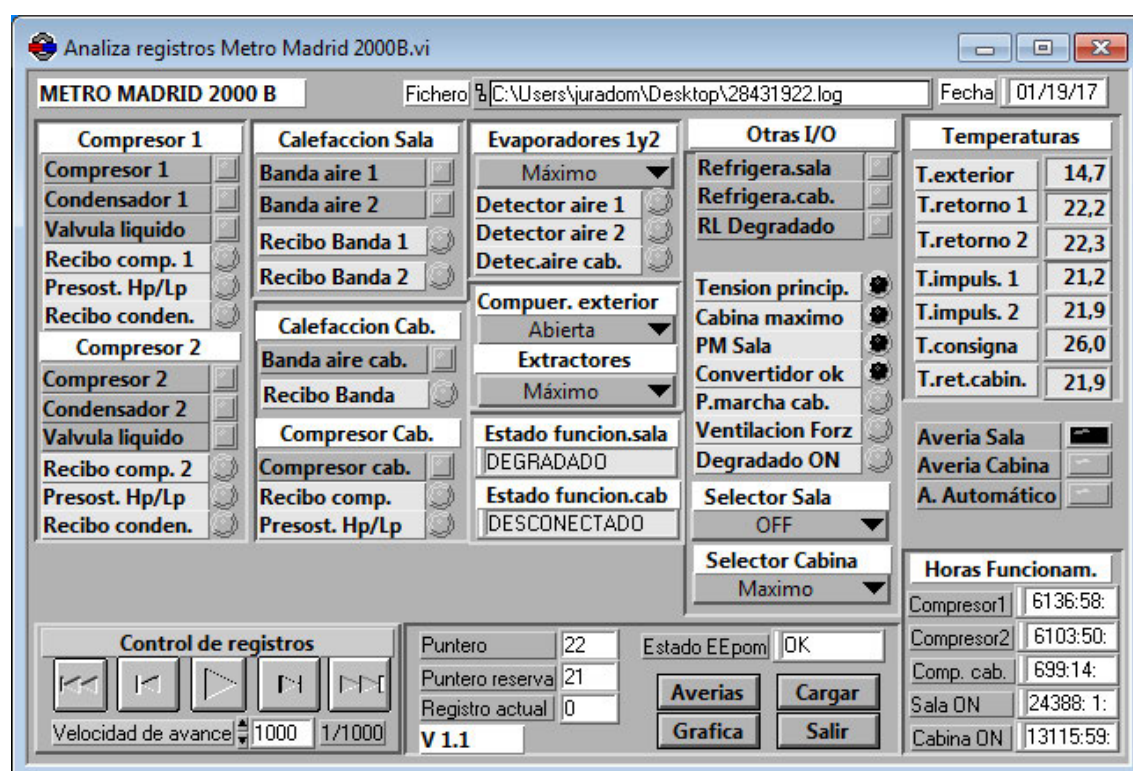 Analiza registros Metro Madrid 2000B.vi
METRO MADRID 2000 B
Fichero
C:\Users\juradom\Desktop\28431922.log
Fecha
01/19/17
Compresor 1
Compresor 1
Condensador 1
Valvula liquido
Recibo comp. 1
Presost. Hp/Lp
Recibo conden.
Compresor 2
Compresor 2
Condensador 2
Valvula liquido
Recibo comp. 2
Presost. Hp/Lp
Recibo conden.
Calefaccion Sala
Banda aire 1
Banda aire 2
Recibo Banda 1
Recibo Banda 2
Calefaccion Cab.
Banda aire cab.
Recibo Banda
Compresor Cab.
Compresor cab.
Recibo comp.
Presost. Hp/Lp
Evaporadores 1y2
Máximo
Detector aire 1
Detector aire 2
Detec.aire cab.
Compuer. exterior
Abierta
Extractores
Máximo
Estado funcion.sala
DEGRADADO
Estado funcion.cab
DESCONECTADO
Otras I/O
Refrigera.sala
Refrigera.cab.
RL Degradado
Tension princip.
Cabina maximo
PM Sala
Convertidor ok
P.marcha cab.
Ventilacion Forz
Degradado ON
Selector Sala
OFF
Selector Cabina
Maximo
Temperaturas
T.exterior 14,7
T.retorno 1 22,2
T.retorno 2 22,3
T.impuls. 1 21,2
T.impuls. 2 21,9
T.consigna 26,0
T.ret.cabin. 21,9
Averia Sala
Averia Cabina
A. Automático
Horas Funcionam.
Compresor1 6136:58:
Compresor2 6103:50:
Comp. cab. 699:14:
Sala ON 24388: 1:
Cabina ON 13115:59:
Control de registros
Velocidad de avance 1000 1/1000
Puntero 22
Puntero reserva 21
Registro actual 0
V 1.1
Estado EEpom OK
Averias Cargar
Grafica Salir